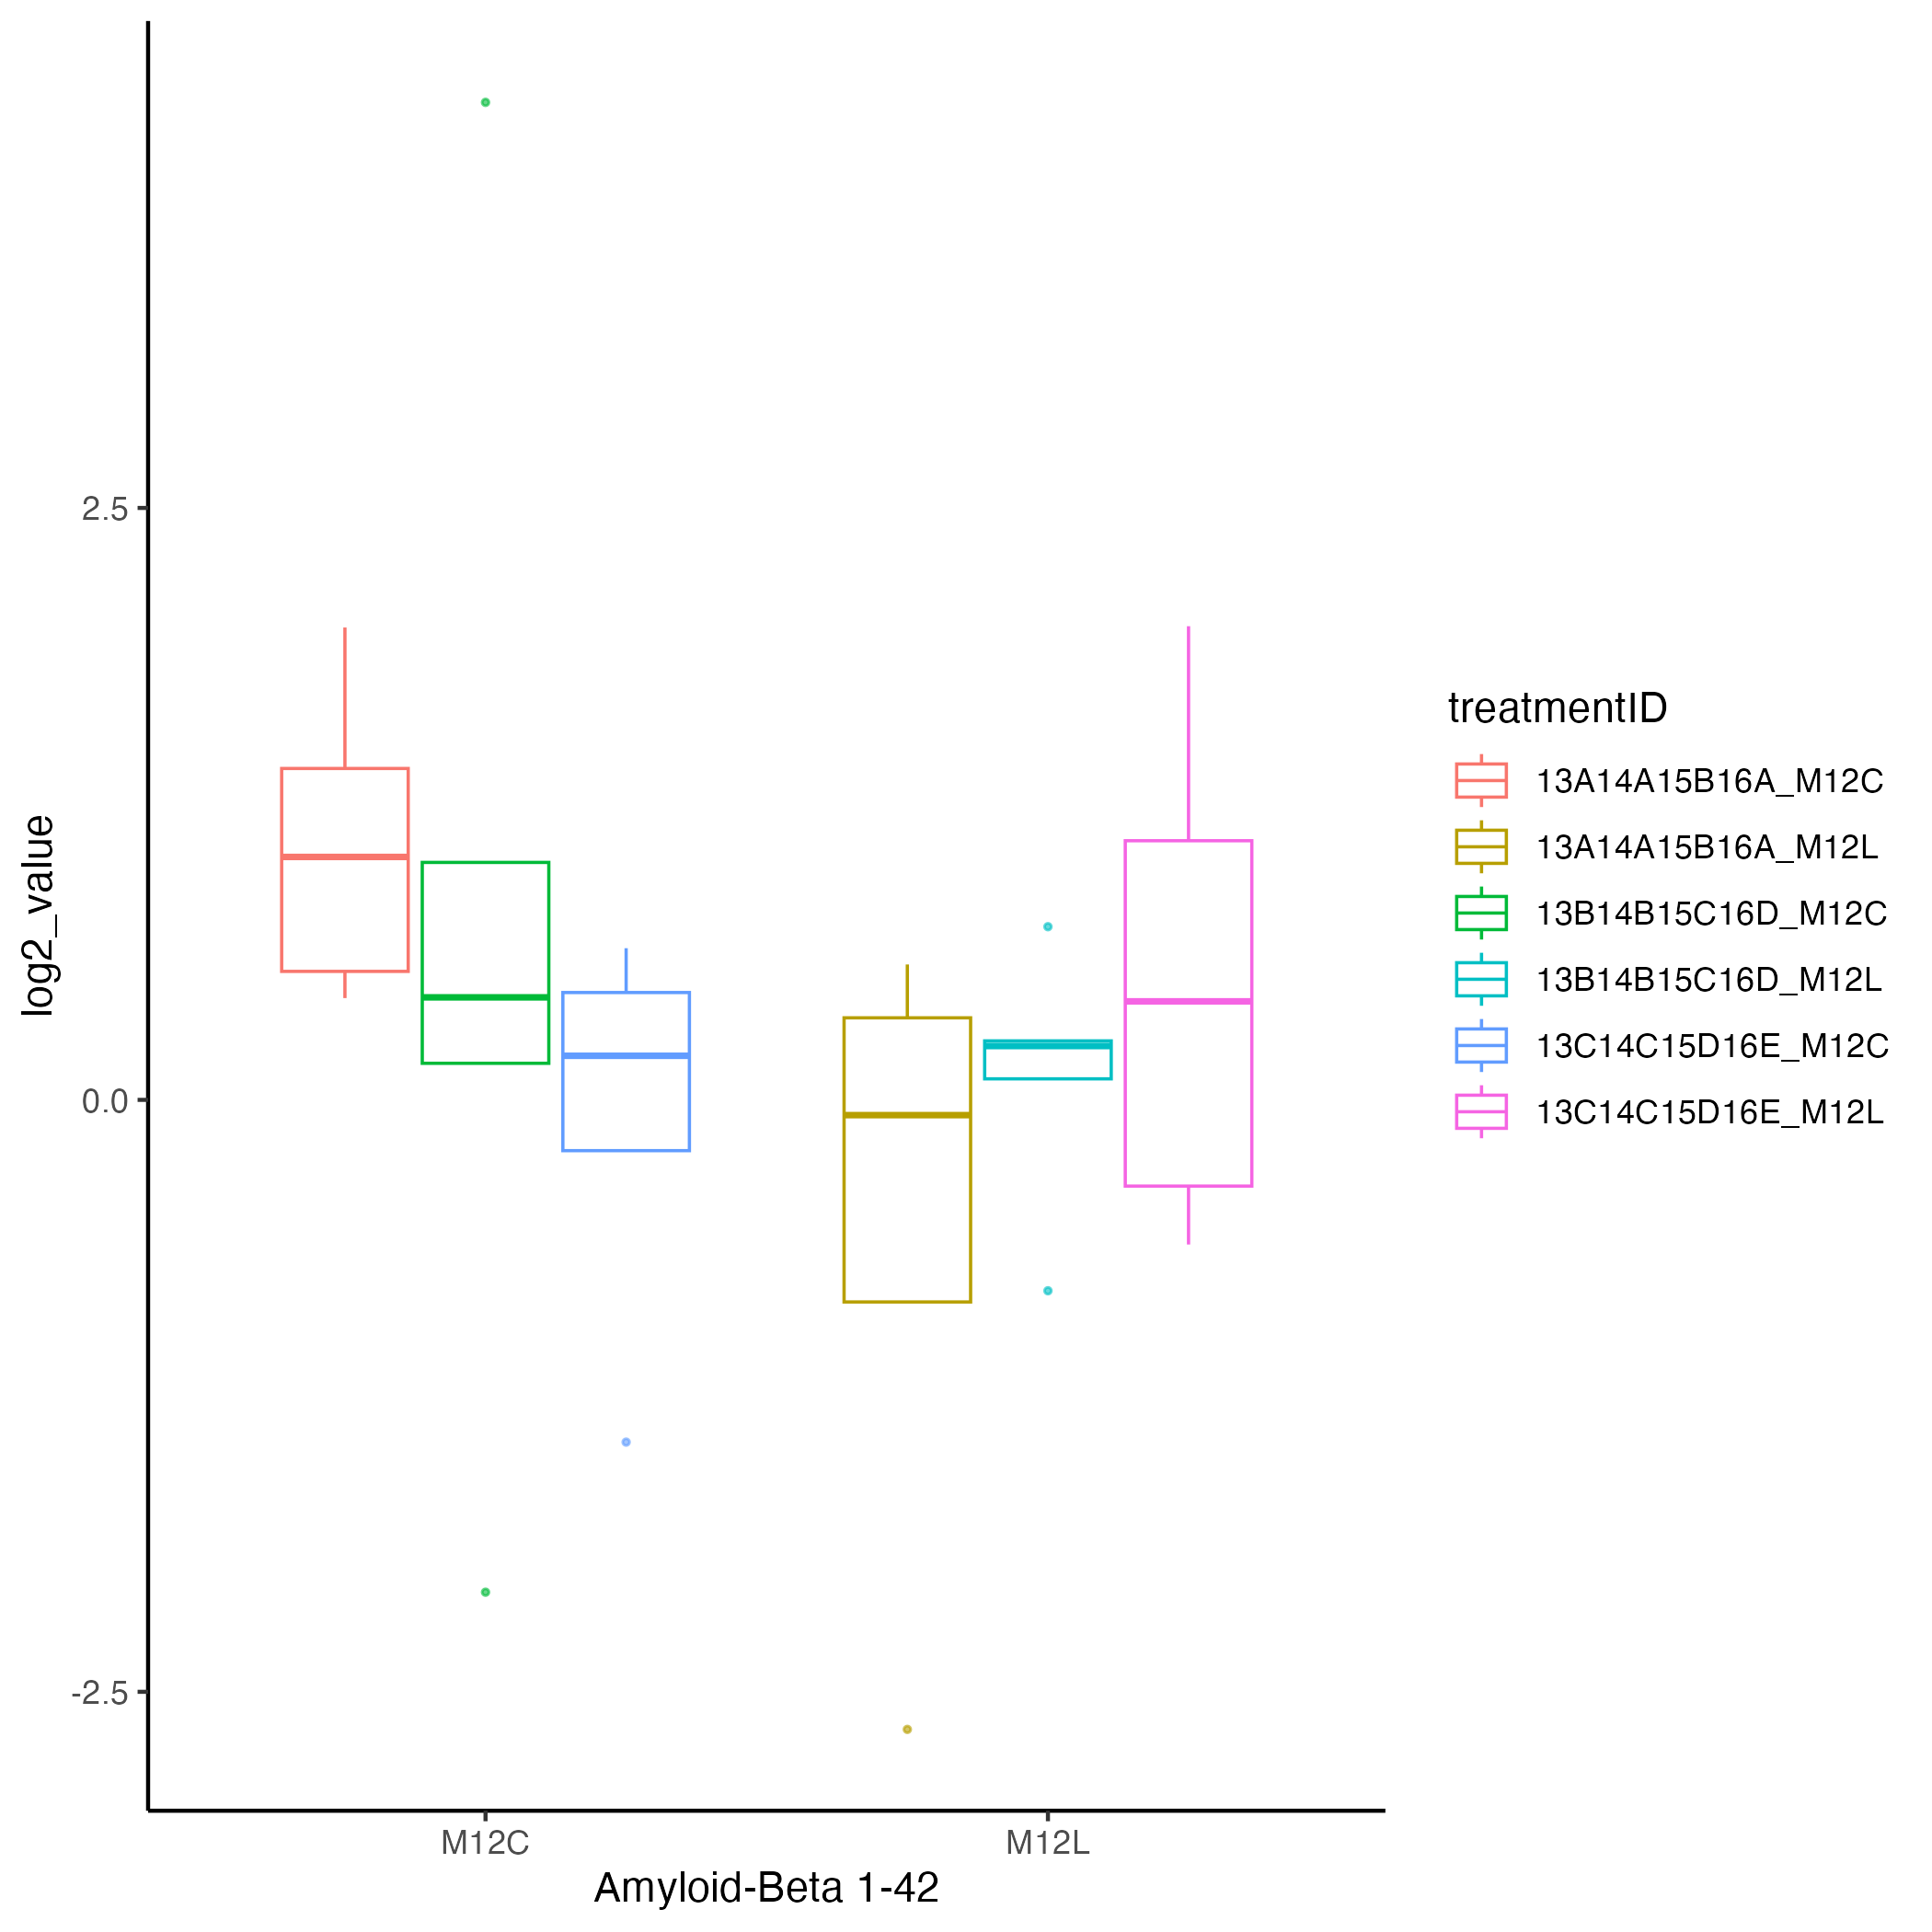 log2_value
2.5
0.0
-2.5
M12C
M12L
Amyloid-Beta 1-42
treatmentID
13A14A15B16A_M12C
13A14A15B16A_M12L
13B14B15C16D_M12C
13B14B15C16D_M12L
13C14C15D16E_M12C
13C14C15D16E_M12L